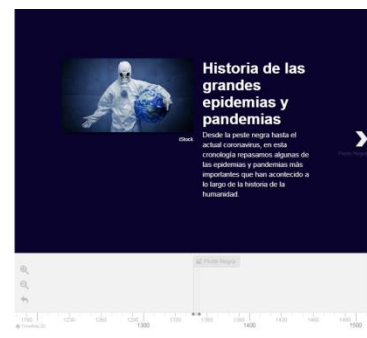 Historia de las
grandes
epidemias y
pandemias
iStock
Desde la peste negra hasta el
actual coronavirus, en esta
cronología repasamos algunas de
las epidemias y pandemias más
importantes que han acontecido a
lo largo de la historia de la
humanidad.
Peste Negra
Peste Negra
1300
1400
1500